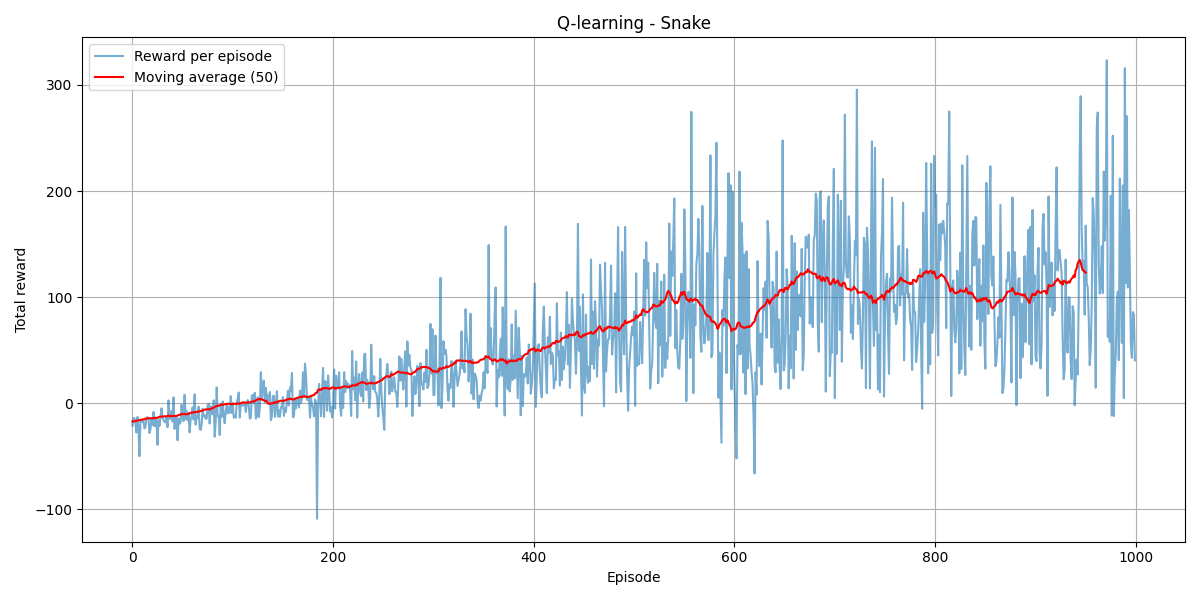 Q-learning - Snake
Reward per episode
Moving average (50)
Total reward
300
200
100
0
−100
0
200
400
600
800
1000
Episode